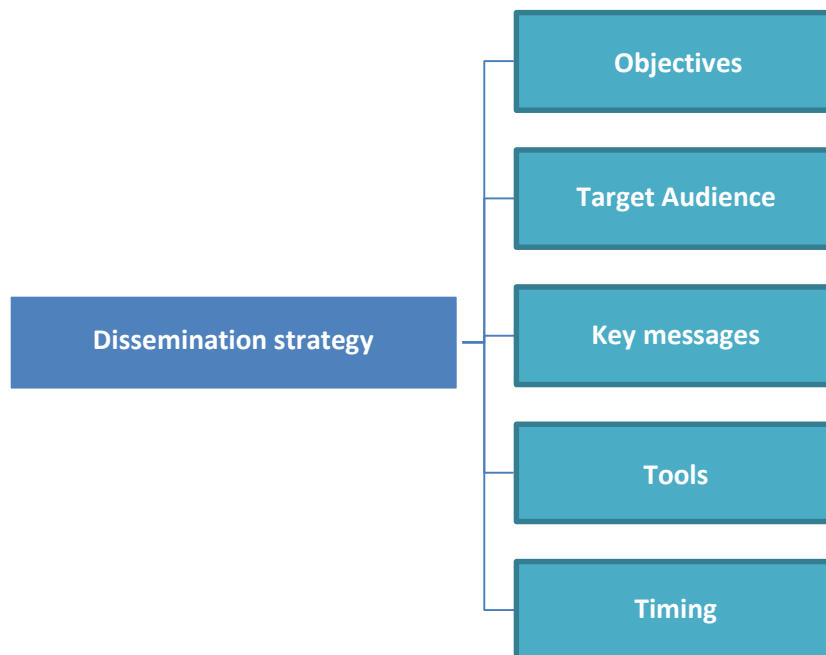 Objectives
Target Audience
Dissemination strategy
Key messages
Tools
Timing